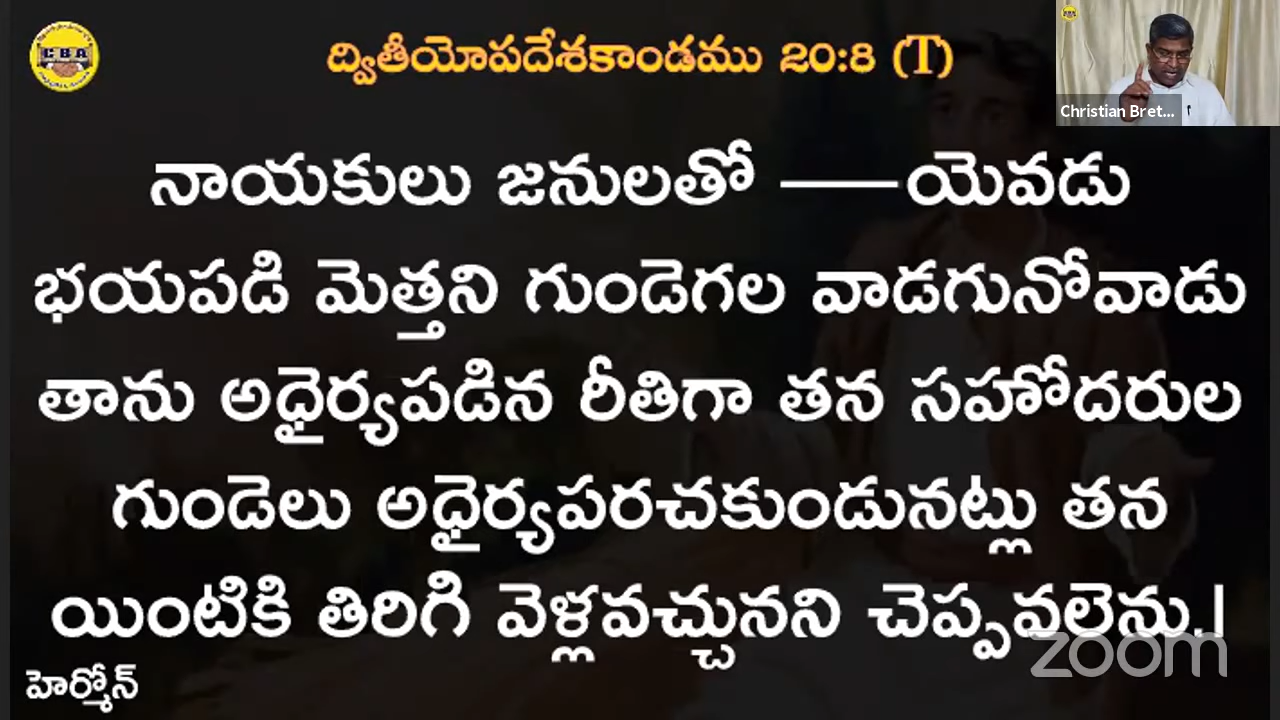 ద్వితీయోపదేశకాండము 20:8 (T)
CBA
Christian Bret...
నాయకులు జనులతో ——యెవడు
భయపడి మెత్తని గుండెగల వాడగునోవాడు
తాను అధైర్యపడిన రీతిగా తన సహోదరుల
గుండెలు అధైర్యపరచకుండునట్లు తన
యింటికి తిరిగి వెళ్లవచ్చునని చెప్పవలెను.|
zoom
హెర్మోన్